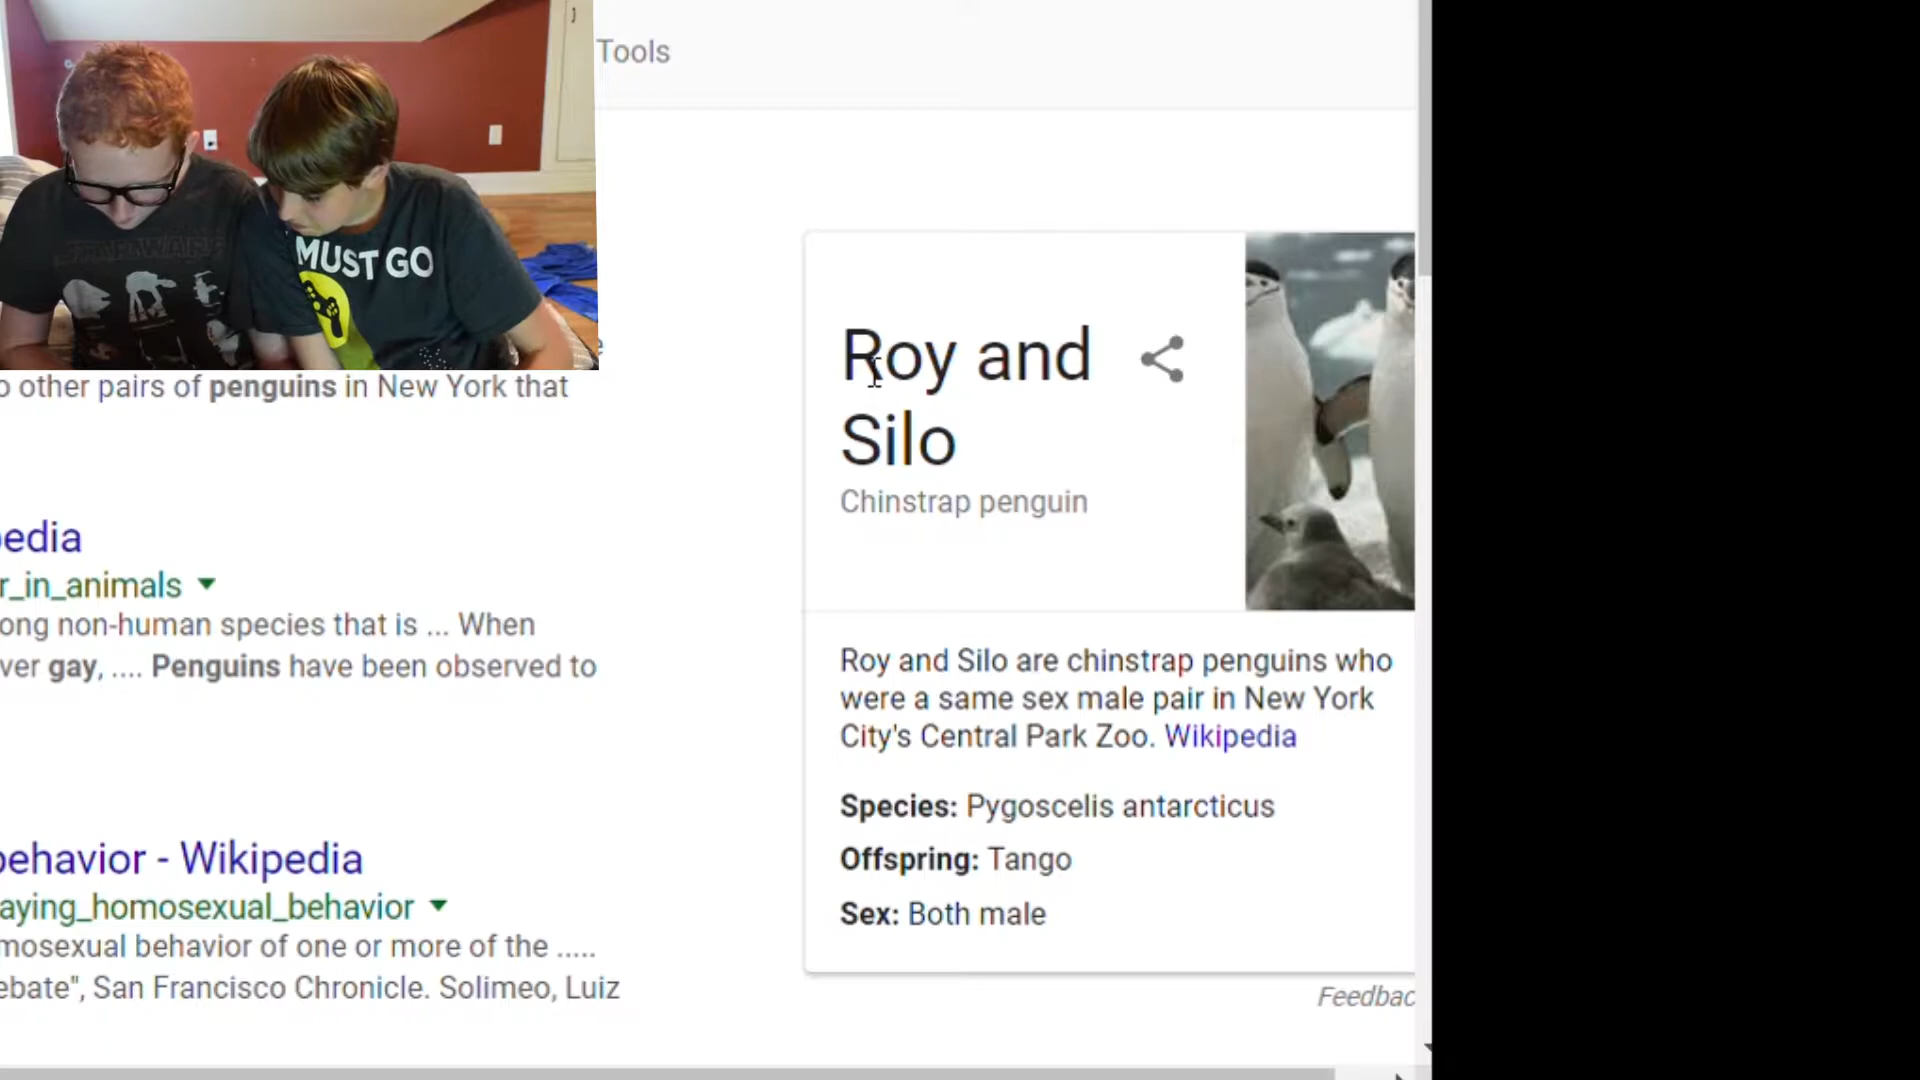 Tools
STAR WARS
MUST GO
o other pairs of penguins in New York that
pedia
r_in_animals
ong non-human species that is ... When
ver gay, .... Penguins have been observed to
behavior - Wikipedia
aying_homosexual_behavior
mosexual behavior of one or more of the .....
ebate", San Francisco Chronicle. Solimeo, Luiz
Roy and
Silo
Chinstrap penguin
Roy and Silo are chinstrap penguins who
were a same sex male pair in New York
City's Central Park Zoo. Wikipedia
Species: Pygoscelis antarcticus
Offspring: Tango
Sex: Both male
Feedbac